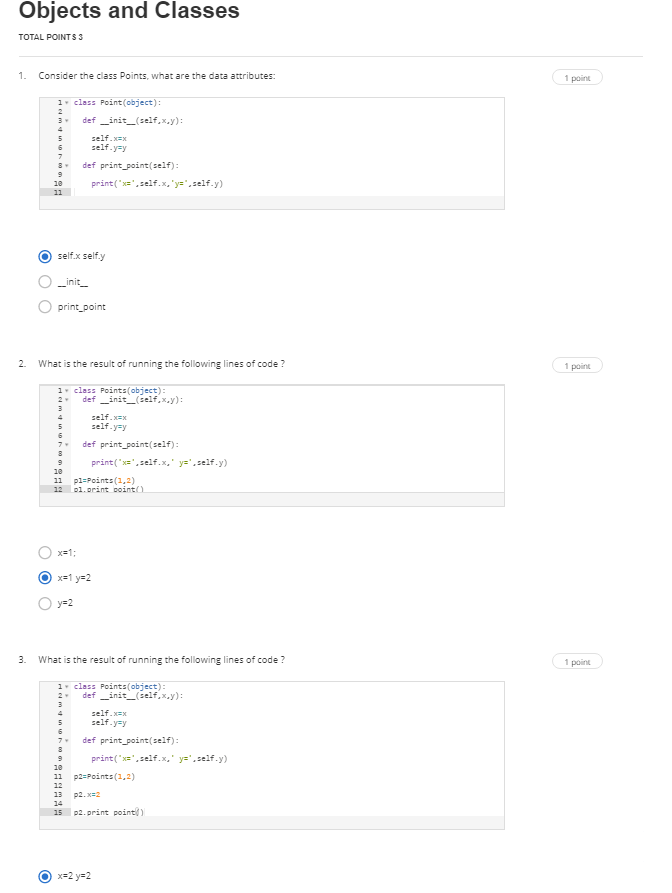 Objects and Classes
TOTAL POINTS 3
1. Consider the class Points, what are the data attributes:
1 point
1 class Point(object):
2
3 def __init__(self,x,y):
4
5 self.x=x
6 self.y=y
7
8 def print_point(self):
9
10 print('x=',self.x,'y=',self.y)
11
self.x self.y
__init__
print_point
2. What is the result of running the following lines of code ?
1 point
1 class Points(object):
2 def __init__(self,x,y):
3
4 self.x=x
5 self.y=y
6
7 def print_point(self):
8
9 print('x=',self.x,' y=',self.y)
10
11 p1=Points(1,2)
12 p1.print_point()
x=1;
x=1 y=2
y=2
3. What is the result of running the following lines of code ?
1 point
1 class Points(object):
2 def __init__(self,x,y):
3
4 self.x=x
5 self.y=y
6
7 def print_point(self):
8
9 print('x=',self.x,' y=',self.y)
10
11 p2=Points(1,2)
12
13 p2.x=2
14
15 p2.print_point()
x=2 y=2